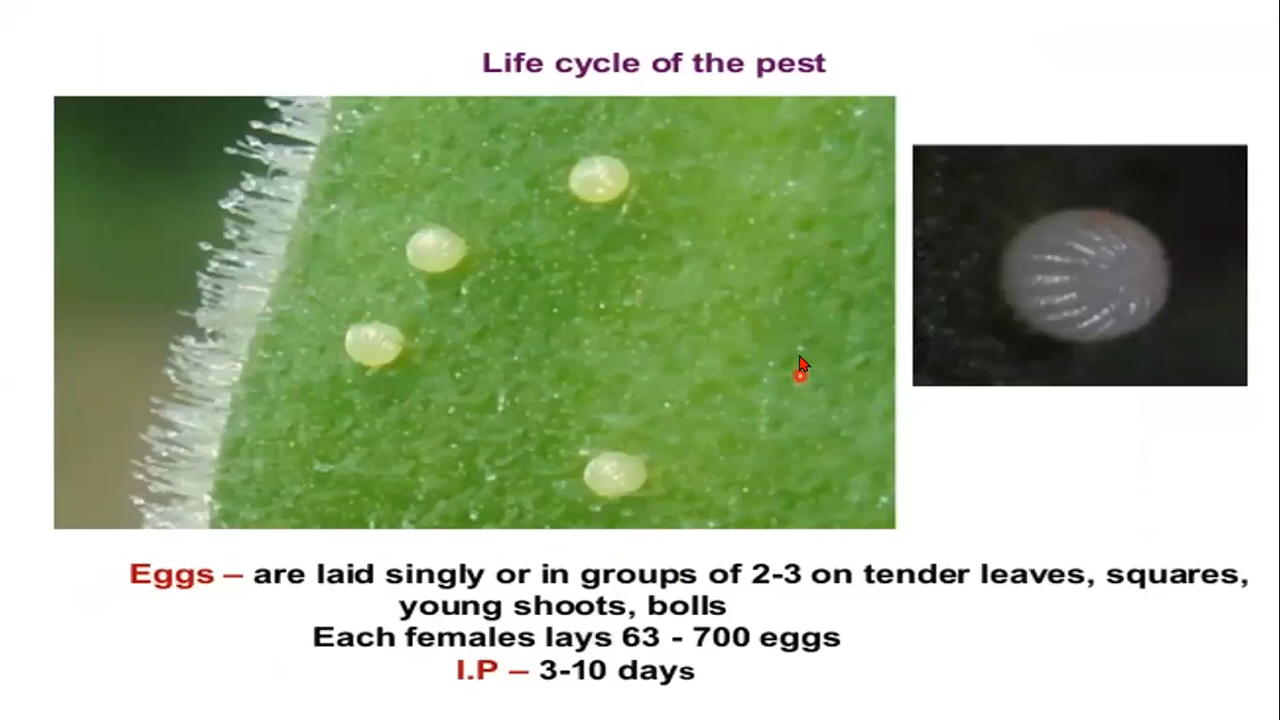 Life cycle of the pest
Eggs – are laid singly or in groups of 2-3 on tender leaves, squares,
young shoots, bolls
Each females lays 63 - 700 eggs
I.P – 3-10 days